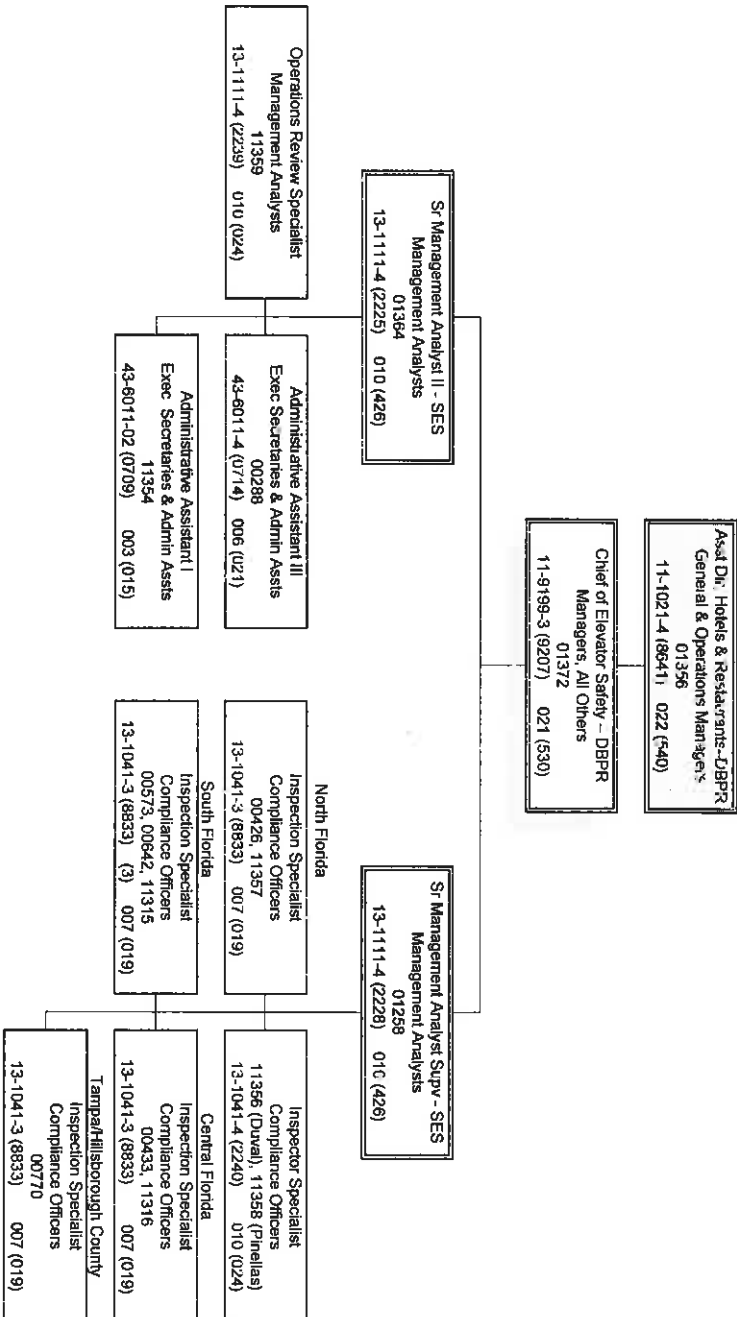 Asst Dir, Hotels & Restaurants-DBPR
General & Operations Managers
01356
11-1021-4 (8641) 022 (540)
Chief of Elevator Safety – DBPR
Managers, All Others
01372
11-9199-3 (9207) 021 (530)
Sr Management Analyst II - SES
Management Analysts
01364
13-1111-4 (2225) 010 (426)
Operations Review Specialist
Management Analysts
11359
13-1111-4 (2239) 010 (024)
Administrative Assistant III
Exec Secretaries & Admin Assts
00288
43-6011-4 (0714) 006 (021)
Administrative Assistant I
Exec Secretaries & Admin Assts
11354
43-6011-02 (0709) 003 (015)
Sr Management Analyst Supv - SES
Management Analysts
01258
13-1111-4 (2228) 010 (426)
North Florida
Inspection Specialist
Compliance Officers
00426, 11357
13-1041-3 (8833) 007 (019)
Inspector Specialist
Compliance Officers
11356 (Duval), 11358 (Pinellas)
13-1041-4 (2240) 010 (024)
South Florida
Inspection Specialist
Compliance Officers
00573, 00642, 11315
13-1041-3 (8833) (3) 007 (019)
Central Florida
Inspection Specialist
Compliance Officers
00433, 11316
13-1041-3 (8833) 007 (019)
Tampa/Hillsborough County
Inspection Specialist
Compliance Officers
00770
13-1041-3 (8833) 007 (019)